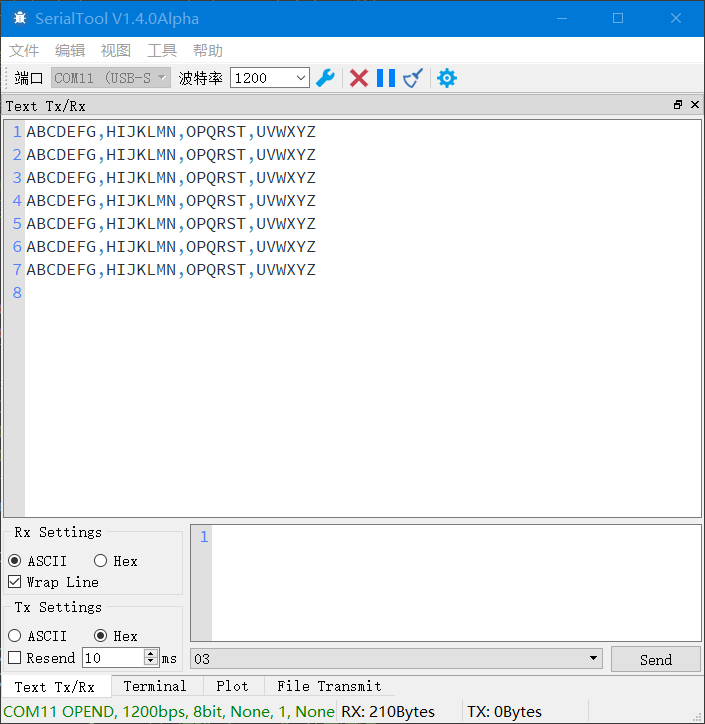 SerialTool V1.4.0Alpha
文件 编辑 视图 工具 帮助
端口 COM11 (USB-S 波特率 1200
Text Tx/Rx
1 ABCDEFG,HIJKLMN,OPQRST,UVWXYZ
2 ABCDEFG,HIJKLMN,OPQRST,UVWXYZ
3 ABCDEFG,HIJKLMN,OPQRST,UVWXYZ
4 ABCDEFG,HIJKLMN,OPQRST,UVWXYZ
5 ABCDEFG,HIJKLMN,OPQRST,UVWXYZ
6 ABCDEFG,HIJKLMN,OPQRST,UVWXYZ
7 ABCDEFG,HIJKLMN,OPQRST,UVWXYZ
8
Rx Settings
ASCII Hex
Wrap Line
Tx Settings
ASCII Hex
Resend 10 ms
1
03 Send
Text Tx/Rx Terminal Plot File Transmit
COM11 OPEND, 1200bps, 8bit, None, 1, None RX: 210Bytes TX: 0Bytes